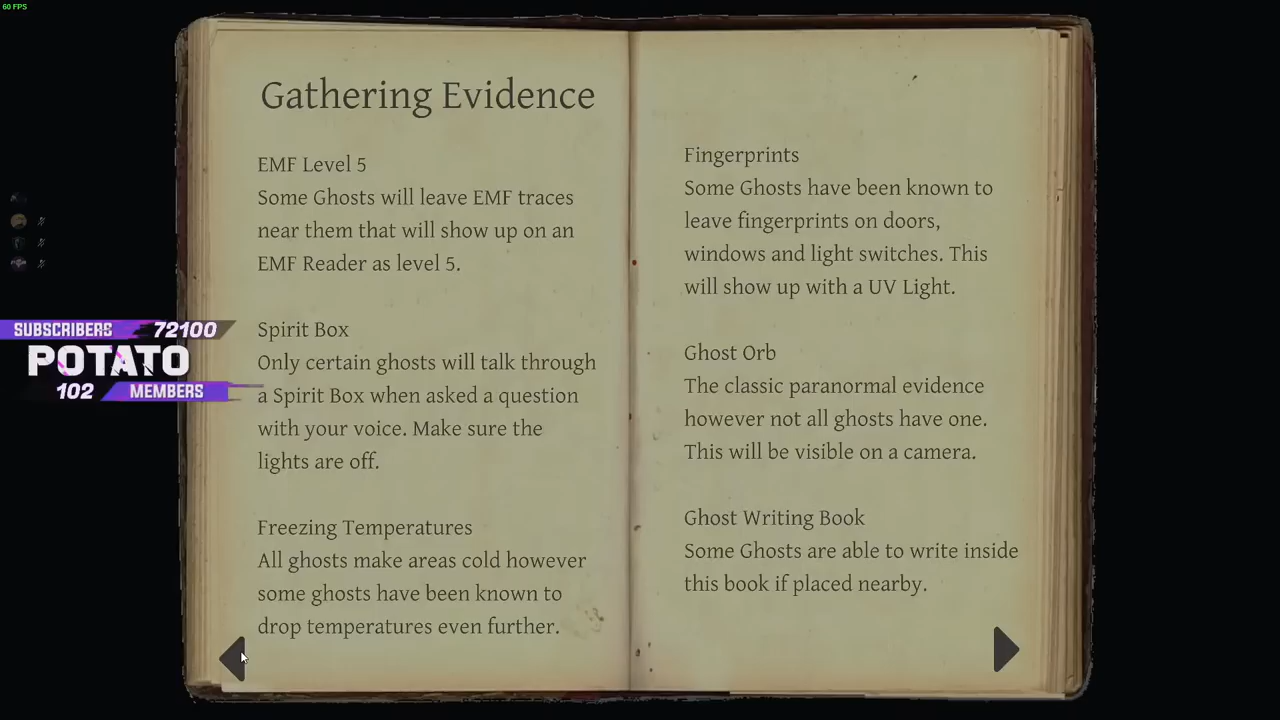 60 FPS
Gathering Evidence
EMF Level 5
Some Ghosts will leave EMF traces
near them that will show up on an
EMF Reader as level 5.
Spirit Box
Only certain ghosts will talk through
a Spirit Box when asked a question
with your voice. Make sure the
lights are off.
Freezing Temperatures
All ghosts make areas cold however
some ghosts have been known to
drop temperatures even further.
Fingerprints
Some Ghosts have been known to
leave fingerprints on doors,
windows and light switches. This
will show up with a UV Light.
Ghost Orb
The classic paranormal evidence
however not all ghosts have one.
This will be visible on a camera.
Ghost Writing Book
Some Ghosts are able to write inside
this book if placed nearby.
SUBSCRIBERS 72100
POTATO
102 MEMBERS